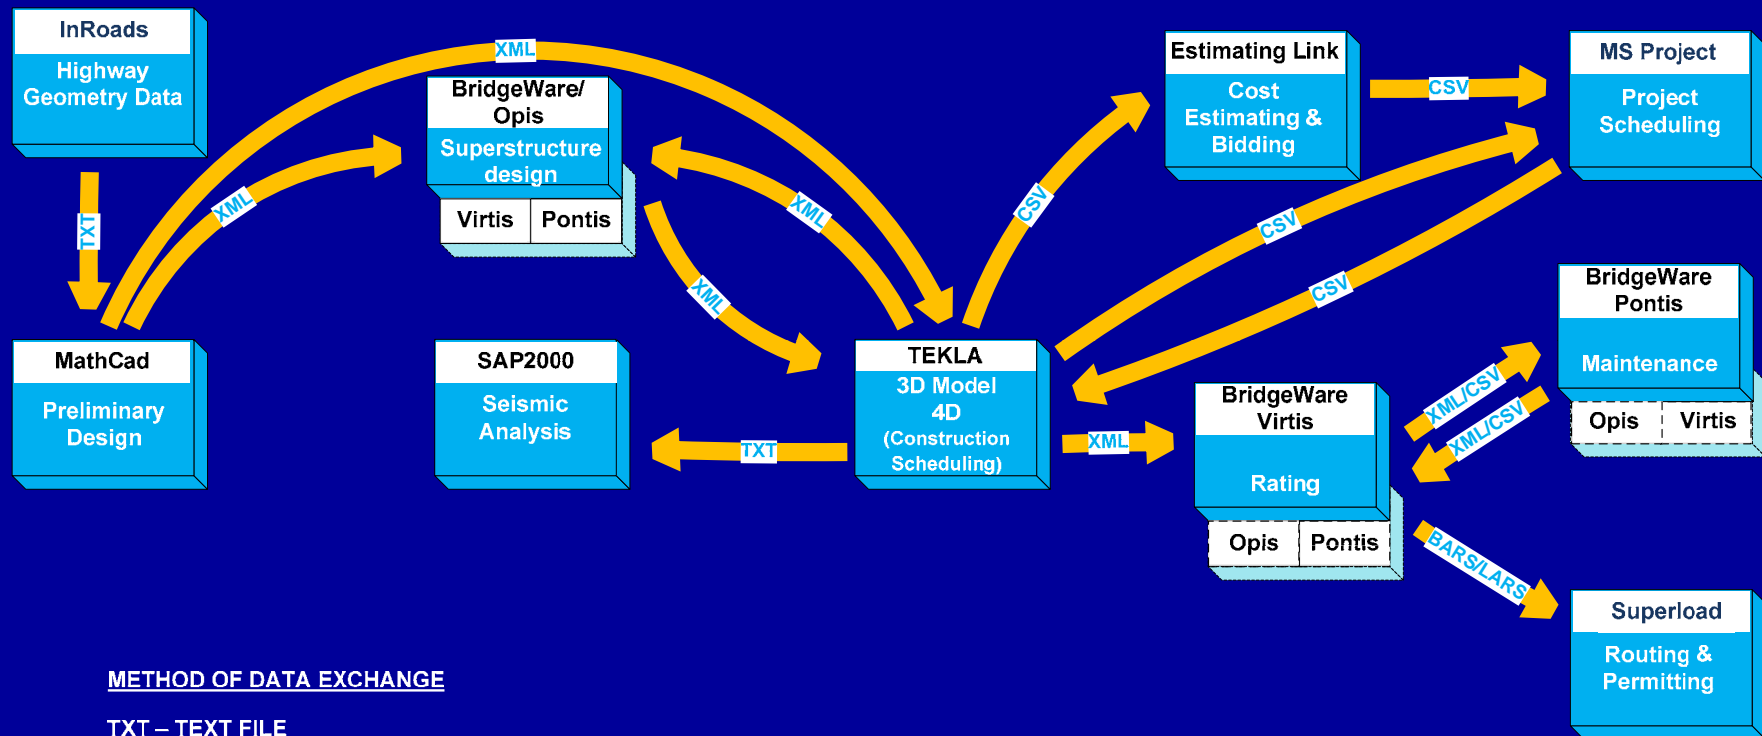 InRoads
Highway
Geometry Data
TXT
MathCad
Preliminary
Design
XML
XML
BridgeWare/
Opis
Superstructure
design
Virtis
Pontis
XML
XML
SAP2000
Seismic
Analysis
TXT
TEKLA
3D Model
4D
(Construction
Scheduling)
CSV
Estimating Link
Cost
Estimating &
Bidding
CSV
MS Project
Project
Scheduling
CSV
CSV
XML
BridgeWare
Virtis
Rating
Opis
Pontis
XML/CSV
XML/CSV
BridgeWare
Pontis
Maintenance
Opis
Virtis
BARS/LARS
Superload
Routing &
Permitting
METHOD OF DATA EXCHANGE
TXT – TEXT FILE